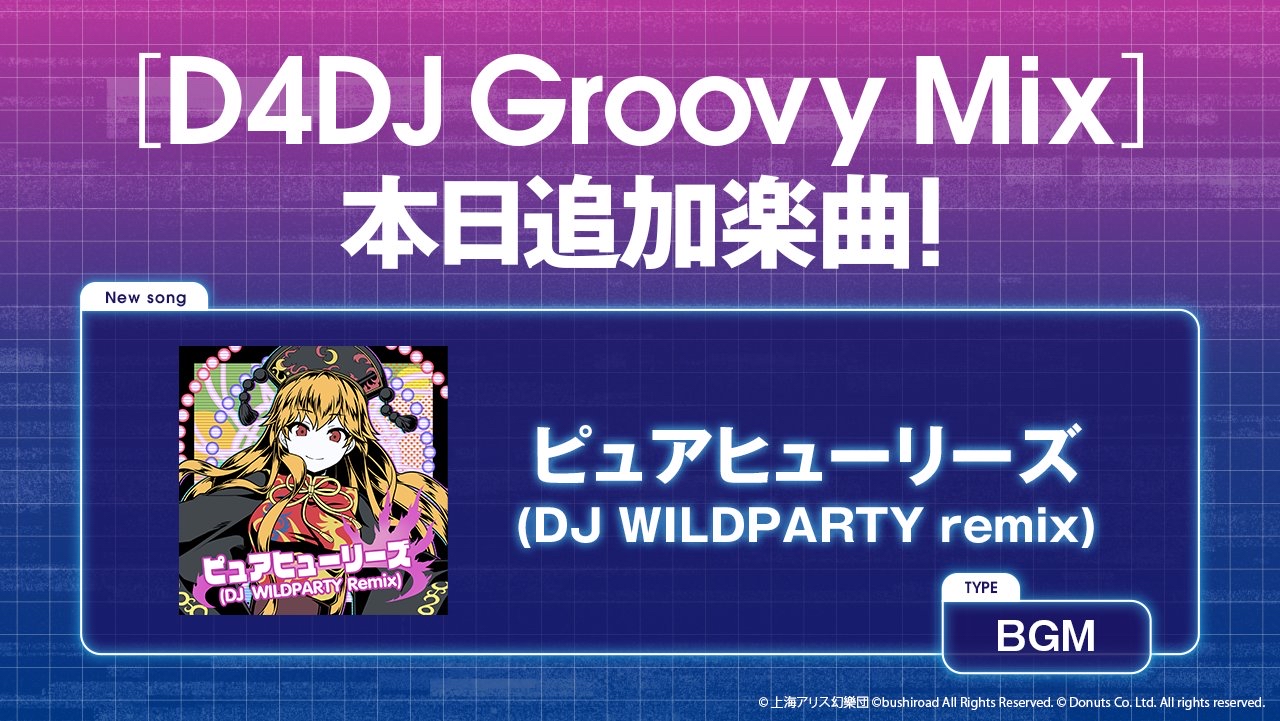 [D4DJ Groovy Mix]
本日追加楽曲!
New song
ピュアヒューリーズ
(DJ WILDPARTY Remix)
ピュアヒューリーズ
(DJ WILDPARTY remix)
TYPE
BGM
© 上海アリス幻樂団 ©bushiroad All Rights Reserved. © Donuts Co. Ltd. All rights reserved.